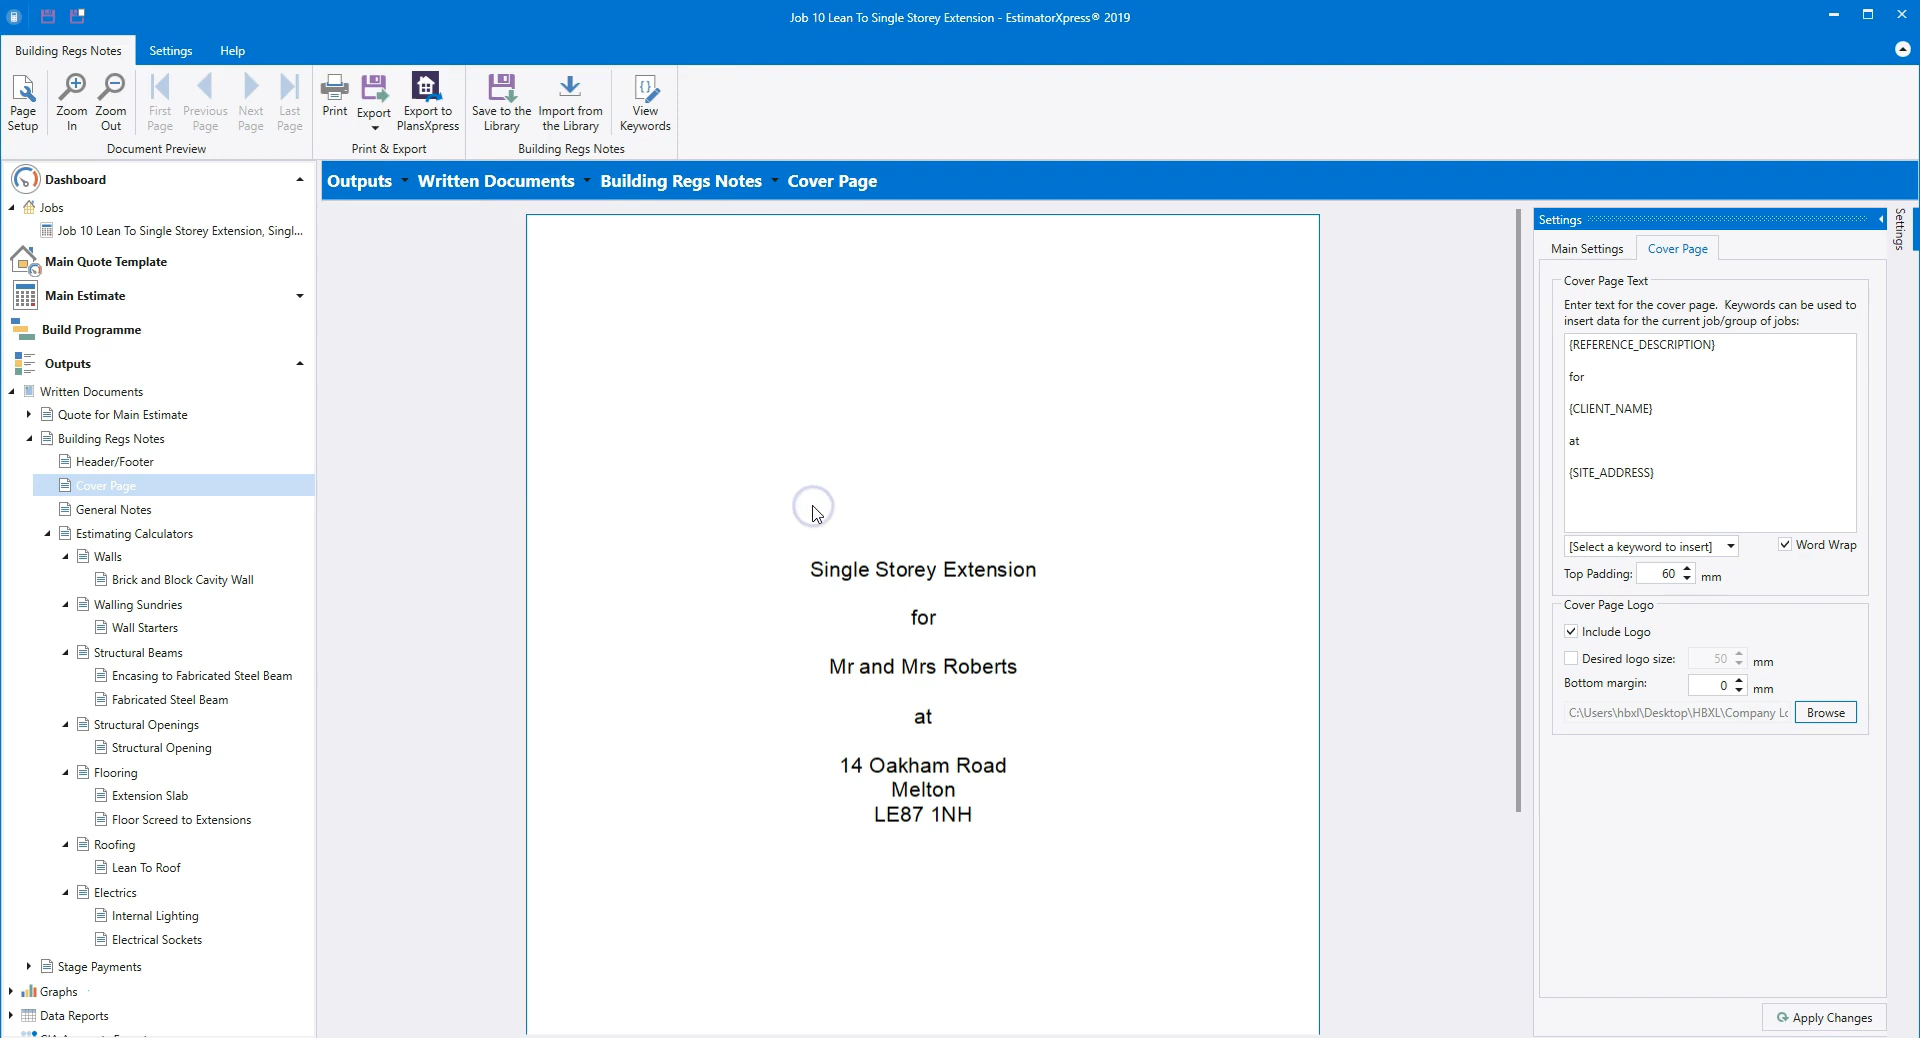 Job 10 Lean To Single Storey Extension - EstimatorXpress® 2019
Building Regs Notes
Settings
Help
Page Setup
Zoom In
Zoom Out
First Page
Previous Page
Next Page
Last Page
Document Preview
Print
Export
Export to PlansXpress
Print & Export
Save to the Library
Import from the Library
View Keywords
Building Regs Notes
Dashboard
Jobs
Job 10 Lean To Single Storey Extension, Singl...
Main Quote Template
Main Estimate
Build Programme
Outputs
Written Documents
Quote for Main Estimate
Building Regs Notes
Header/Footer
Cover Page
General Notes
Estimating Calculators
Walls
Brick and Block Cavity Wall
Walling Sundries
Wall Starters
Structural Beams
Encasing to Fabricated Steel Beam
Fabricated Steel Beam
Structural Openings
Structural Opening
Flooring
Extension Slab
Floor Screed to Extensions
Roofing
Lean To Roof
Electrics
Internal Lighting
Electrical Sockets
Stage Payments
Graphs
Data Reports
Outputs Written Documents Building Regs Notes Cover Page
Single Storey Extension
for
Mr and Mrs Roberts
at
14 Oakham Road
Melton
LE87 1NH
Settings
Settings
Main Settings
Cover Page
Cover Page Text
Enter text for the cover page. Keywords can be used to
insert data for the current job/group of jobs:
{REFERENCE_DESCRIPTION}
for
{CLIENT_NAME}
at
{SITE_ADDRESS}
[Select a keyword to insert]
Word Wrap
Top Padding: 60 mm
Cover Page Logo
Include Logo
Desired logo size: 50 mm
Bottom margin: 0 mm
C:\Users\hbxl\Desktop\HBXL\Company Lo
Browse
Apply Changes